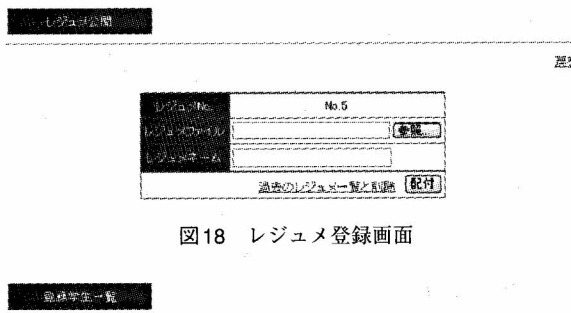 レジュメ公開
レジュメNo. No.5
レジュメファイル 参照...
レジュメネーム
過去のレジュメ一覧と削除 配付
図18 レジュメ登録画面
登録学生一覧